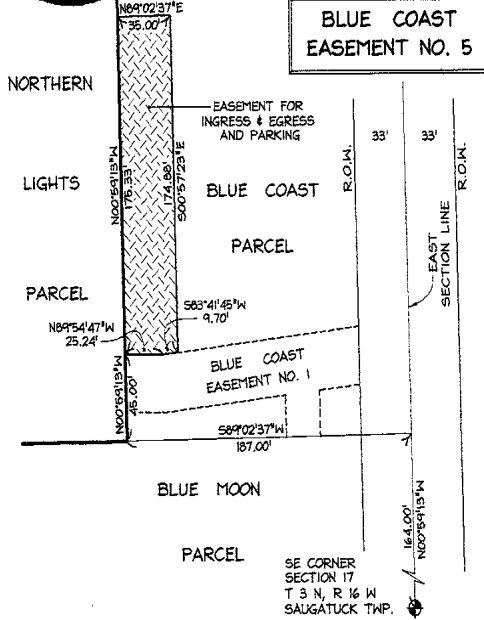 N89°02'37"E
35.00'
BLUE COAST
EASEMENT NO. 5
NORTHERN
LIGHTS
PARCEL
EASEMENT FOR
INGRESS & EGRESS
AND PARKING
BLUE COAST
PARCEL
N00°59'13"W
176.33'
174.88'
S00°57'23"E
R.O.W.
33'
33'
R.O.W.
EAST
SECTION LINE
S83°41'45"W
9.70'
N89°54'47"W
25.24'
BLUE COAST
EASEMENT NO. 1
N00°59'13"W
45.00'
S89°02'37"W
187.00'
BLUE MOON
PARCEL
164.00'
N00°59'13"W
SE CORNER
SECTION 17
T 3 N, R 16 W
SAUGATUCK TWP.